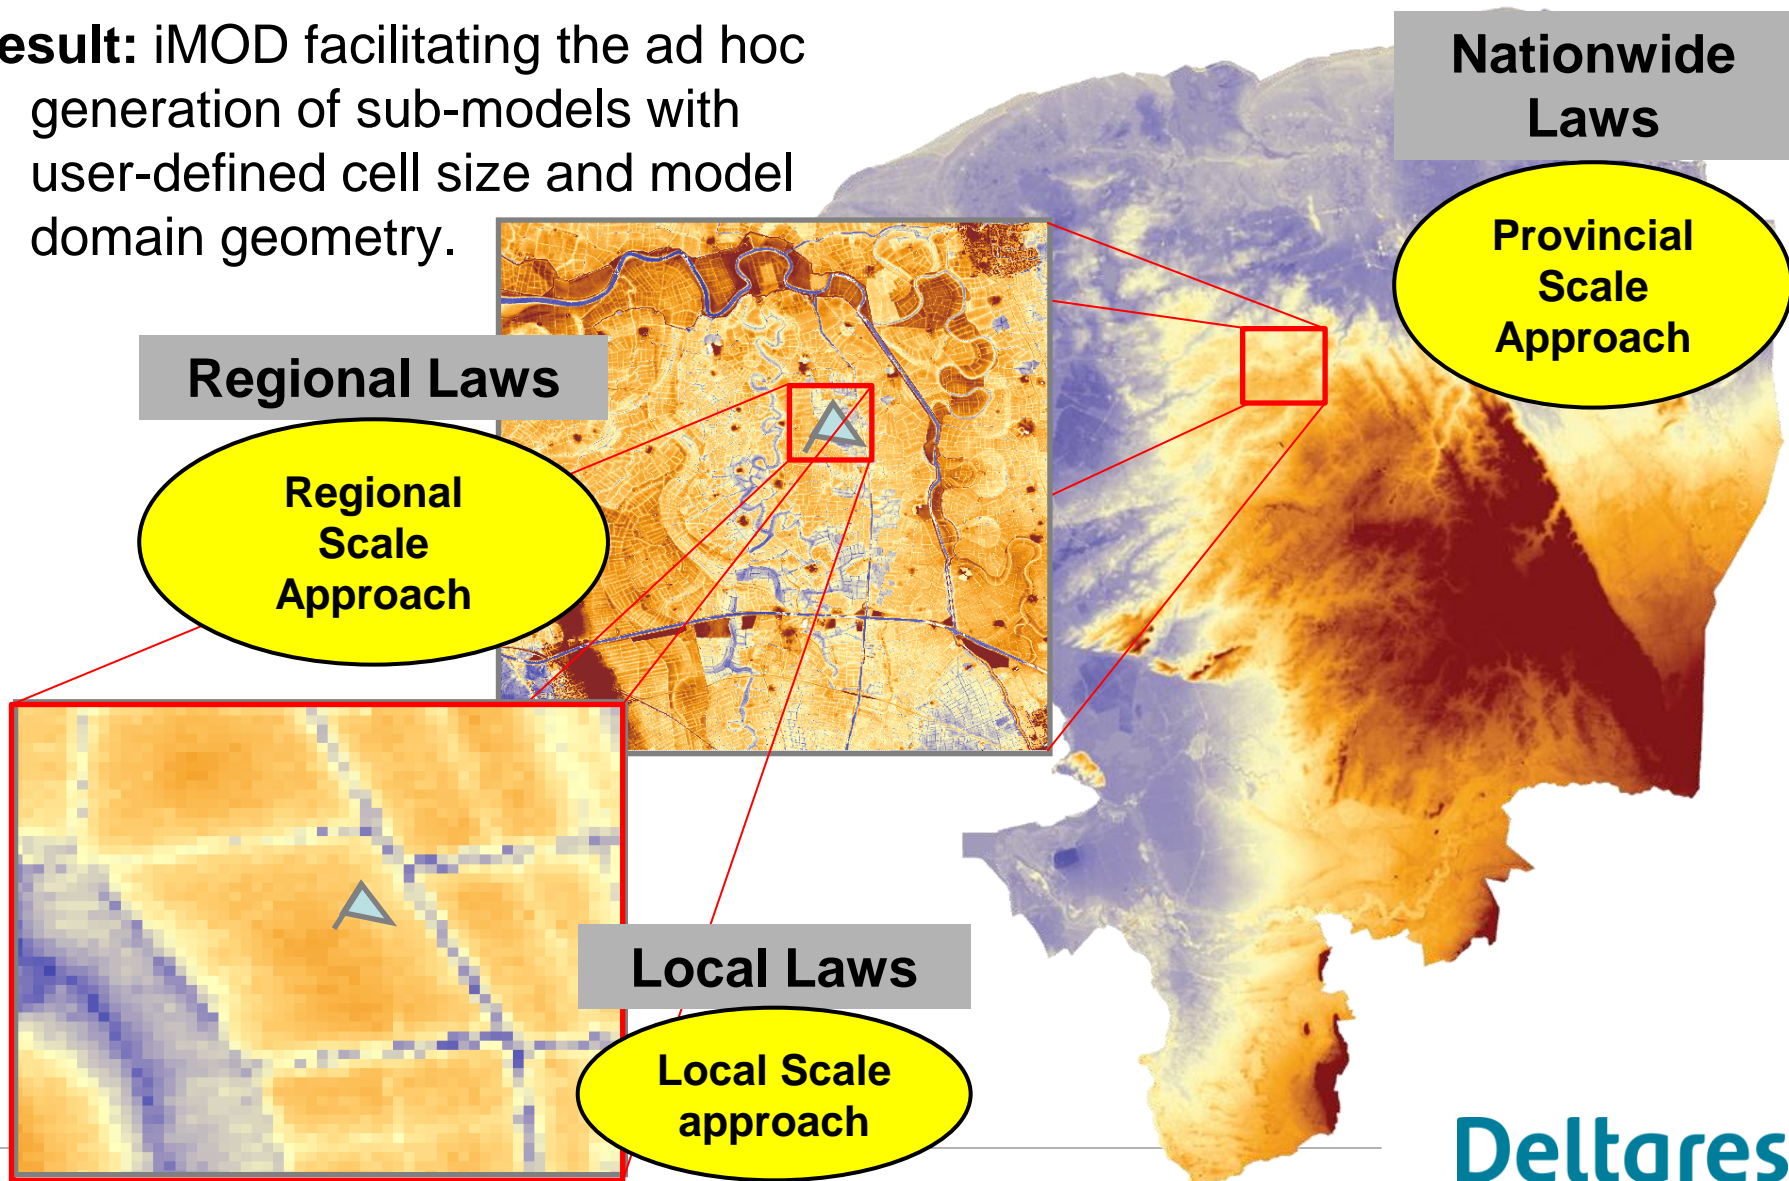 esult: iMOD facilitating the ad hoc
generation of sub-models with
user-defined cell size and model
domain geometry.
Nationwide
Laws
Provincial
Scale
Approach
Regional Laws
Regional
Scale
Approach
Local Laws
Local Scale
approach
Deltares